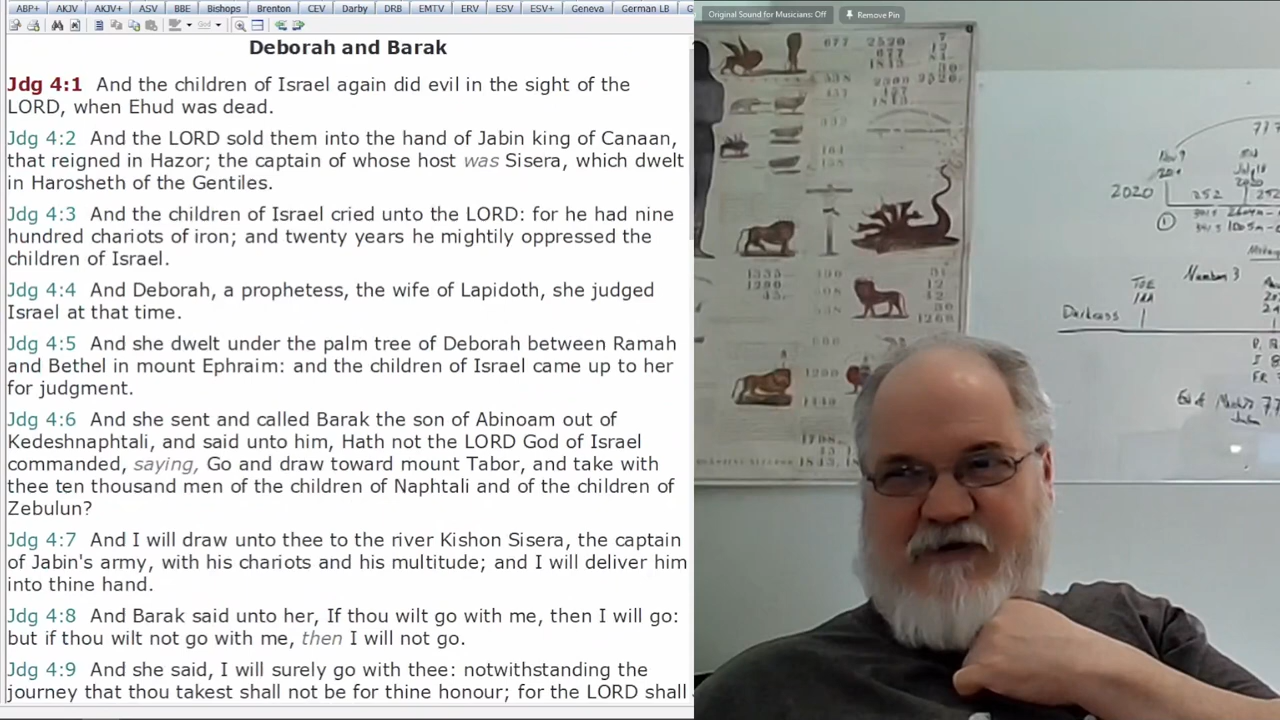 ABP+ AKJV AKJV+ ASV BBE Bishops Brenton CEV Darby DRB EMTV ERV ESV ESV+ Geneva German LB G
Original Sound for Musicians: Off Remove Pin
Deborah and Barak
Jdg 4:1 And the children of Israel again did evil in the sight of the
LORD, when Ehud was dead.
Jdg 4:2 And the LORD sold them into the hand of Jabin king of Canaan,
that reigned in Hazor; the captain of whose host was Sisera, which dwelt
in Harosheth of the Gentiles.
Jdg 4:3 And the children of Israel cried unto the LORD: for he had nine
hundred chariots of iron; and twenty years he mightily oppressed the
children of Israel.
Jdg 4:4 And Deborah, a prophetess, the wife of Lapidoth, she judged
Israel at that time.
Jdg 4:5 And she dwelt under the palm tree of Deborah between Ramah
and Bethel in mount Ephraim: and the children of Israel came up to her
for judgment.
Jdg 4:6 And she sent and called Barak the son of Abinoam out of
Kedeshnaphtali, and said unto him, Hath not the LORD God of Israel
commanded, saying, Go and draw toward mount Tabor, and take with
thee ten thousand men of the children of Naphtali and of the children of
Zebulun?
Jdg 4:7 And I will draw unto thee to the river Kishon Sisera, the captain
of Jabin's army, with his chariots and his multitude; and I will deliver him
into thine hand.
Jdg 4:8 And Barak said unto her, If thou wilt go with me, then I will go:
but if thou wilt not go with me, then I will not go.
Jdg 4:9 And she said, I will surely go with thee: notwithstanding the
journey that thou takest shall not be for thine honour; for the LORD shall
677 2520
677
1843
2520
Nov 9
2020
252
Number 3
Darkness